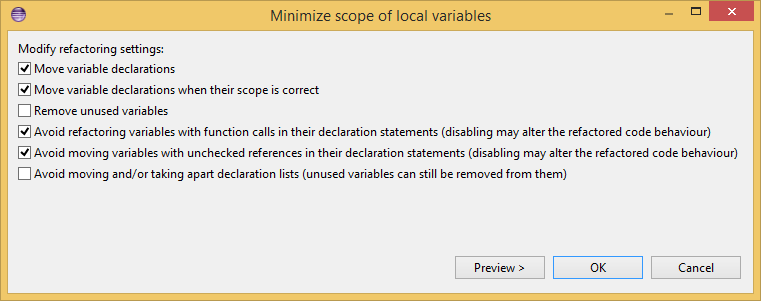 Minimize scope of local variables
Modify refactoring settings:
Move variable declarations
Move variable declarations when their scope is correct
Remove unused variables
Avoid refactoring variables with function calls in their declaration statements (disabling may alter the refactored code behaviour)
Avoid moving variables with unchecked references in their declaration statements (disabling may alter the refactored code behaviour)
Avoid moving and/or taking apart declaration lists (unused variables can still be removed from them)
Preview > OK Cancel